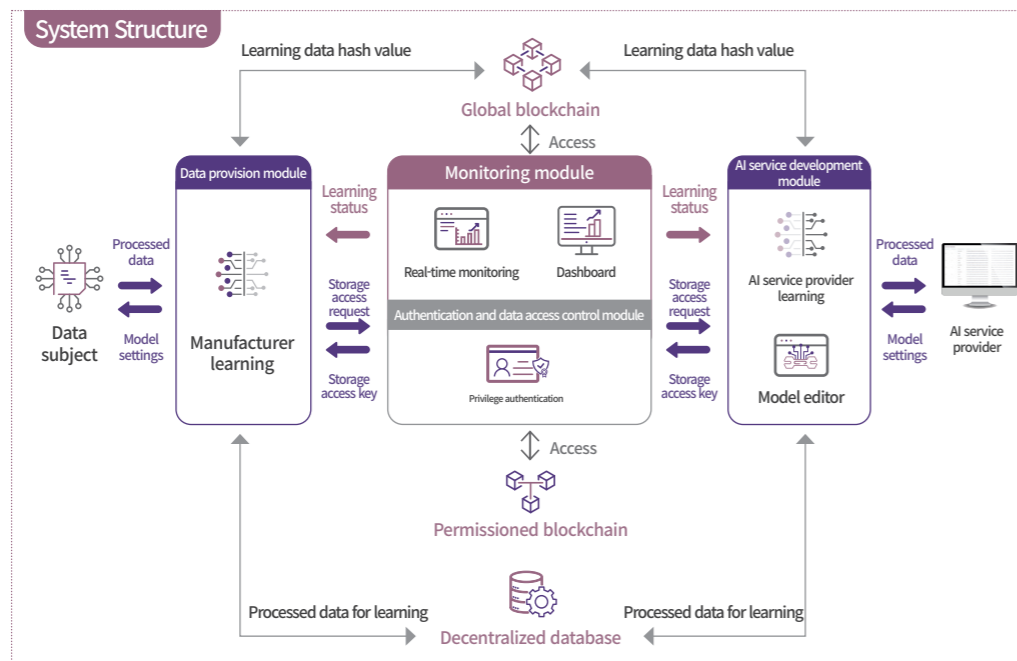 System Structure
Learning data hash value
Learning data hash value
Global blockchain
Access
Data provision module
Monitoring module
AI service development
module
Learning
status
Learning
status
Processed
data
Real-time monitoring
Dashboard
AI service provider
learning
Processed
data
Storage
access
request
Storage
access
request
Authentication and data access control module
Data
subject
Model
settings
Manufacturer
learning
Model
settings
AI service
provider
Storage
access key
Privilege authentication
Storage
access key
Model editor
Access
Permissioned blockchain
Processed data for learning
Processed data for learning
Decentralized database